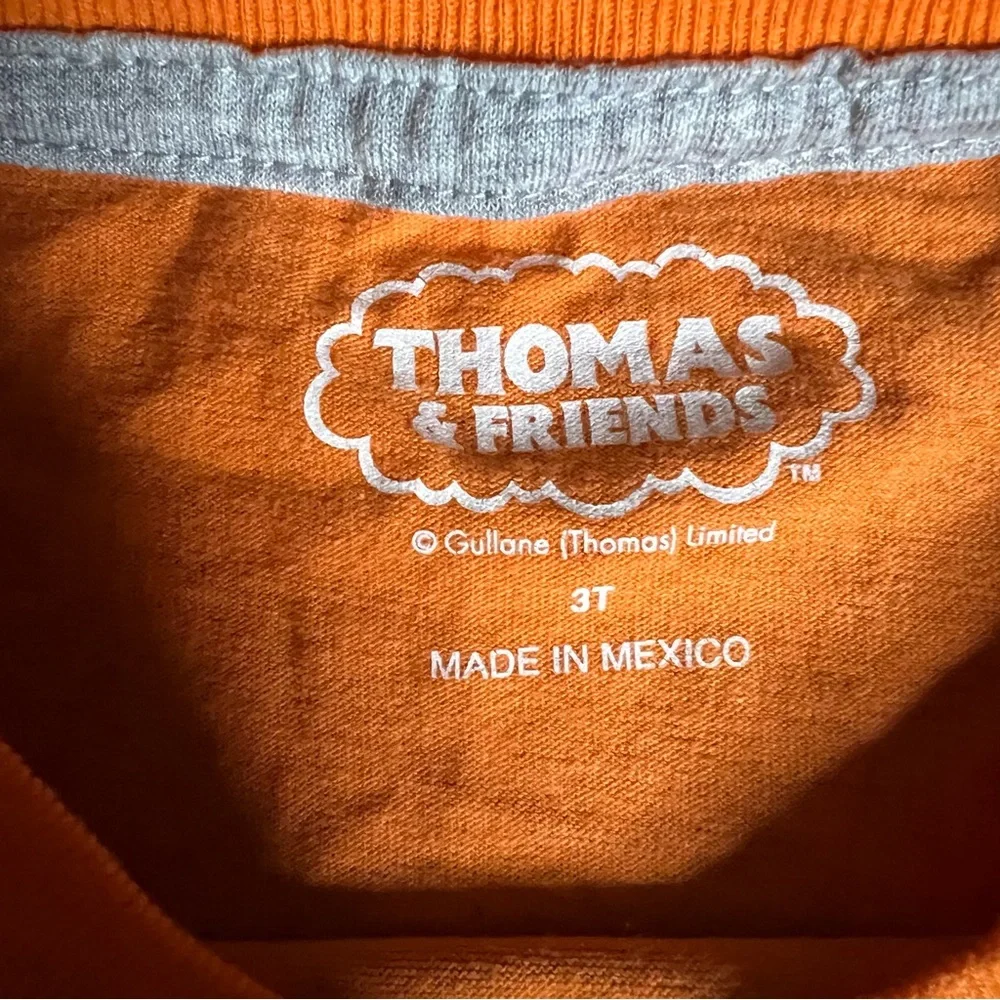 THOMAS
& FRIENDS
TM
© Gullane (Thomas) Limited
3T
MADE IN MEXICO